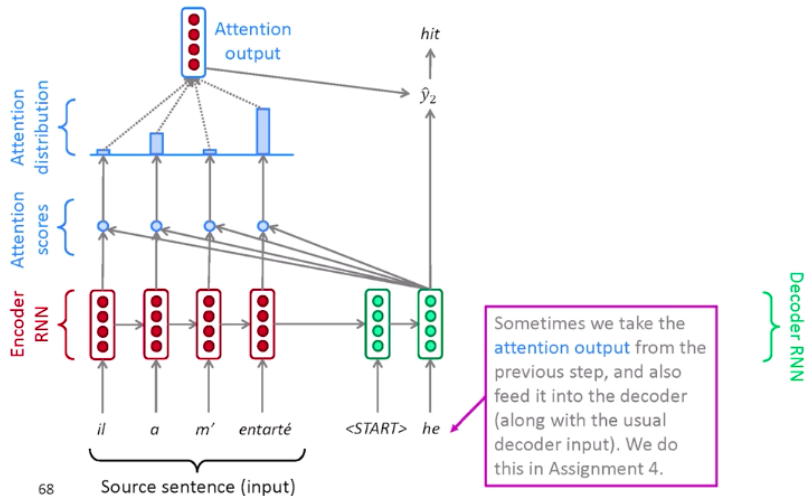 Attention
output
hit
ŷ₂
Attention
distribution
Attention
scores
Encoder
RNN
Decoder RNN
Sometimes we take the
attention output from the
previous step, and also
feed it into the decoder
(along with the usual
decoder input). We do
this in Assignment 4.
il a m’ entarté <START> he
Source sentence (input)
68